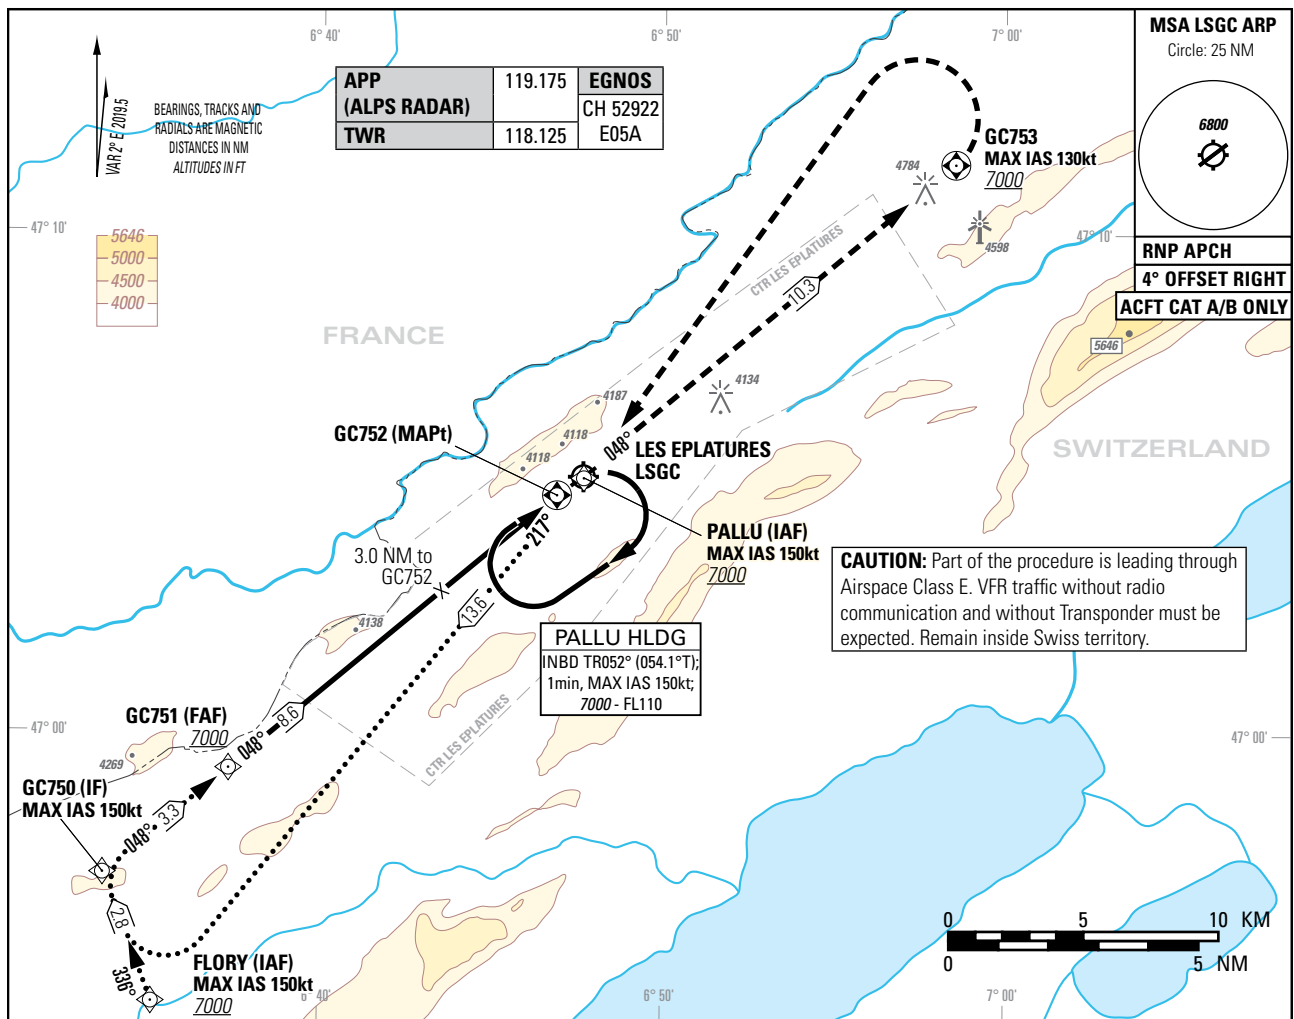 6° 40'
6° 50'
7° 00'
MSA LSGC ARP
Circle: 25 NM
6800
VAR 2° E 2019.5
BEARINGS, TRACKS AND
RADIALS ARE MAGNETIC
DISTANCES IN NM
ALTITUDES IN FT
APP
(ALPS RADAR)
119.175
EGNOS
CH 52922
E05A
TWR
118.125
GC753
MAX IAS 130kt
7000
4784
4598
47° 10'
47° 10'
5646
5000
4500
4000
RNP APCH
4° OFFSET RIGHT
ACFT CAT A/B ONLY
CTR LES EPLATURES
10.3
FRANCE
5646
4134
4187
4118
4118
GC752 (MAPt)
048°
LES EPLATURES
LSGC
SWITZERLAND
217°
PALLU (IAF)
MAX IAS 150kt
7000
3.0 NM to
GC752
CAUTION: Part of the procedure is leading through
Airspace Class E. VFR traffic without radio
communication and without Transponder must be
expected. Remain inside Swiss territory.
13.6
4138
PALLU HLDG
INBD TR052° (054.1°T);
1min, MAX IAS 150kt;
7000 - FL110
GC751 (FAF)
7000
8.6
048°
47° 00'
47° 00'
CTR LES EPLATURES
4269
GC750 (IF)
MAX IAS 150kt
048°
3.3
2.8
336°
FLORY (IAF)
MAX IAS 150kt
7000
6° 40'
6° 50'
7° 00'
0 5 10 KM
0 5 NM